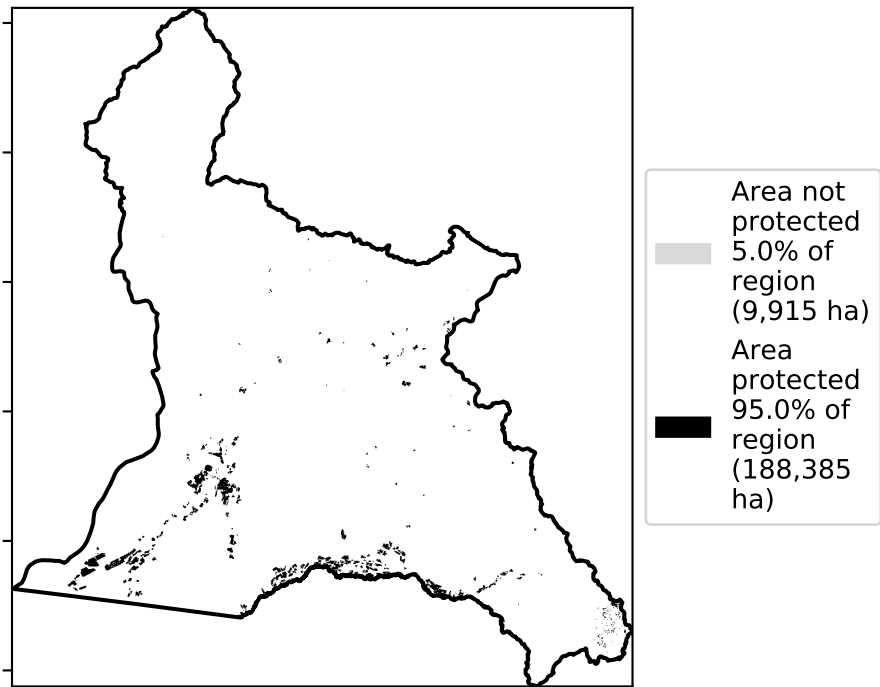 Area not
protected
5.0% of
region
(9,915 ha)
Area
protected
95.0% of
region
(188,385
ha)